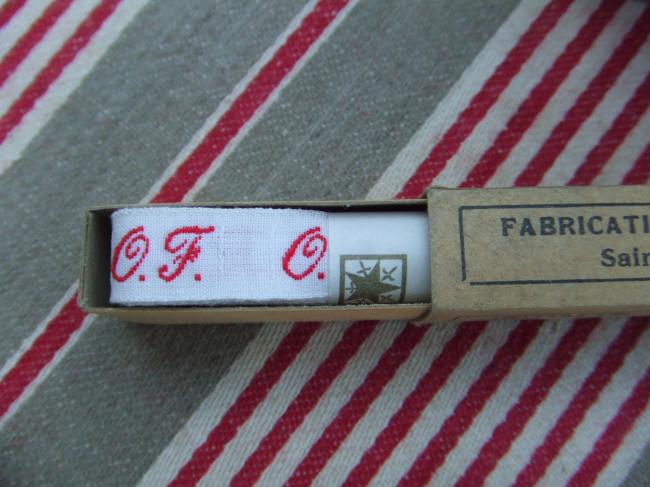 O. F. O.
FABRICATI
Sain